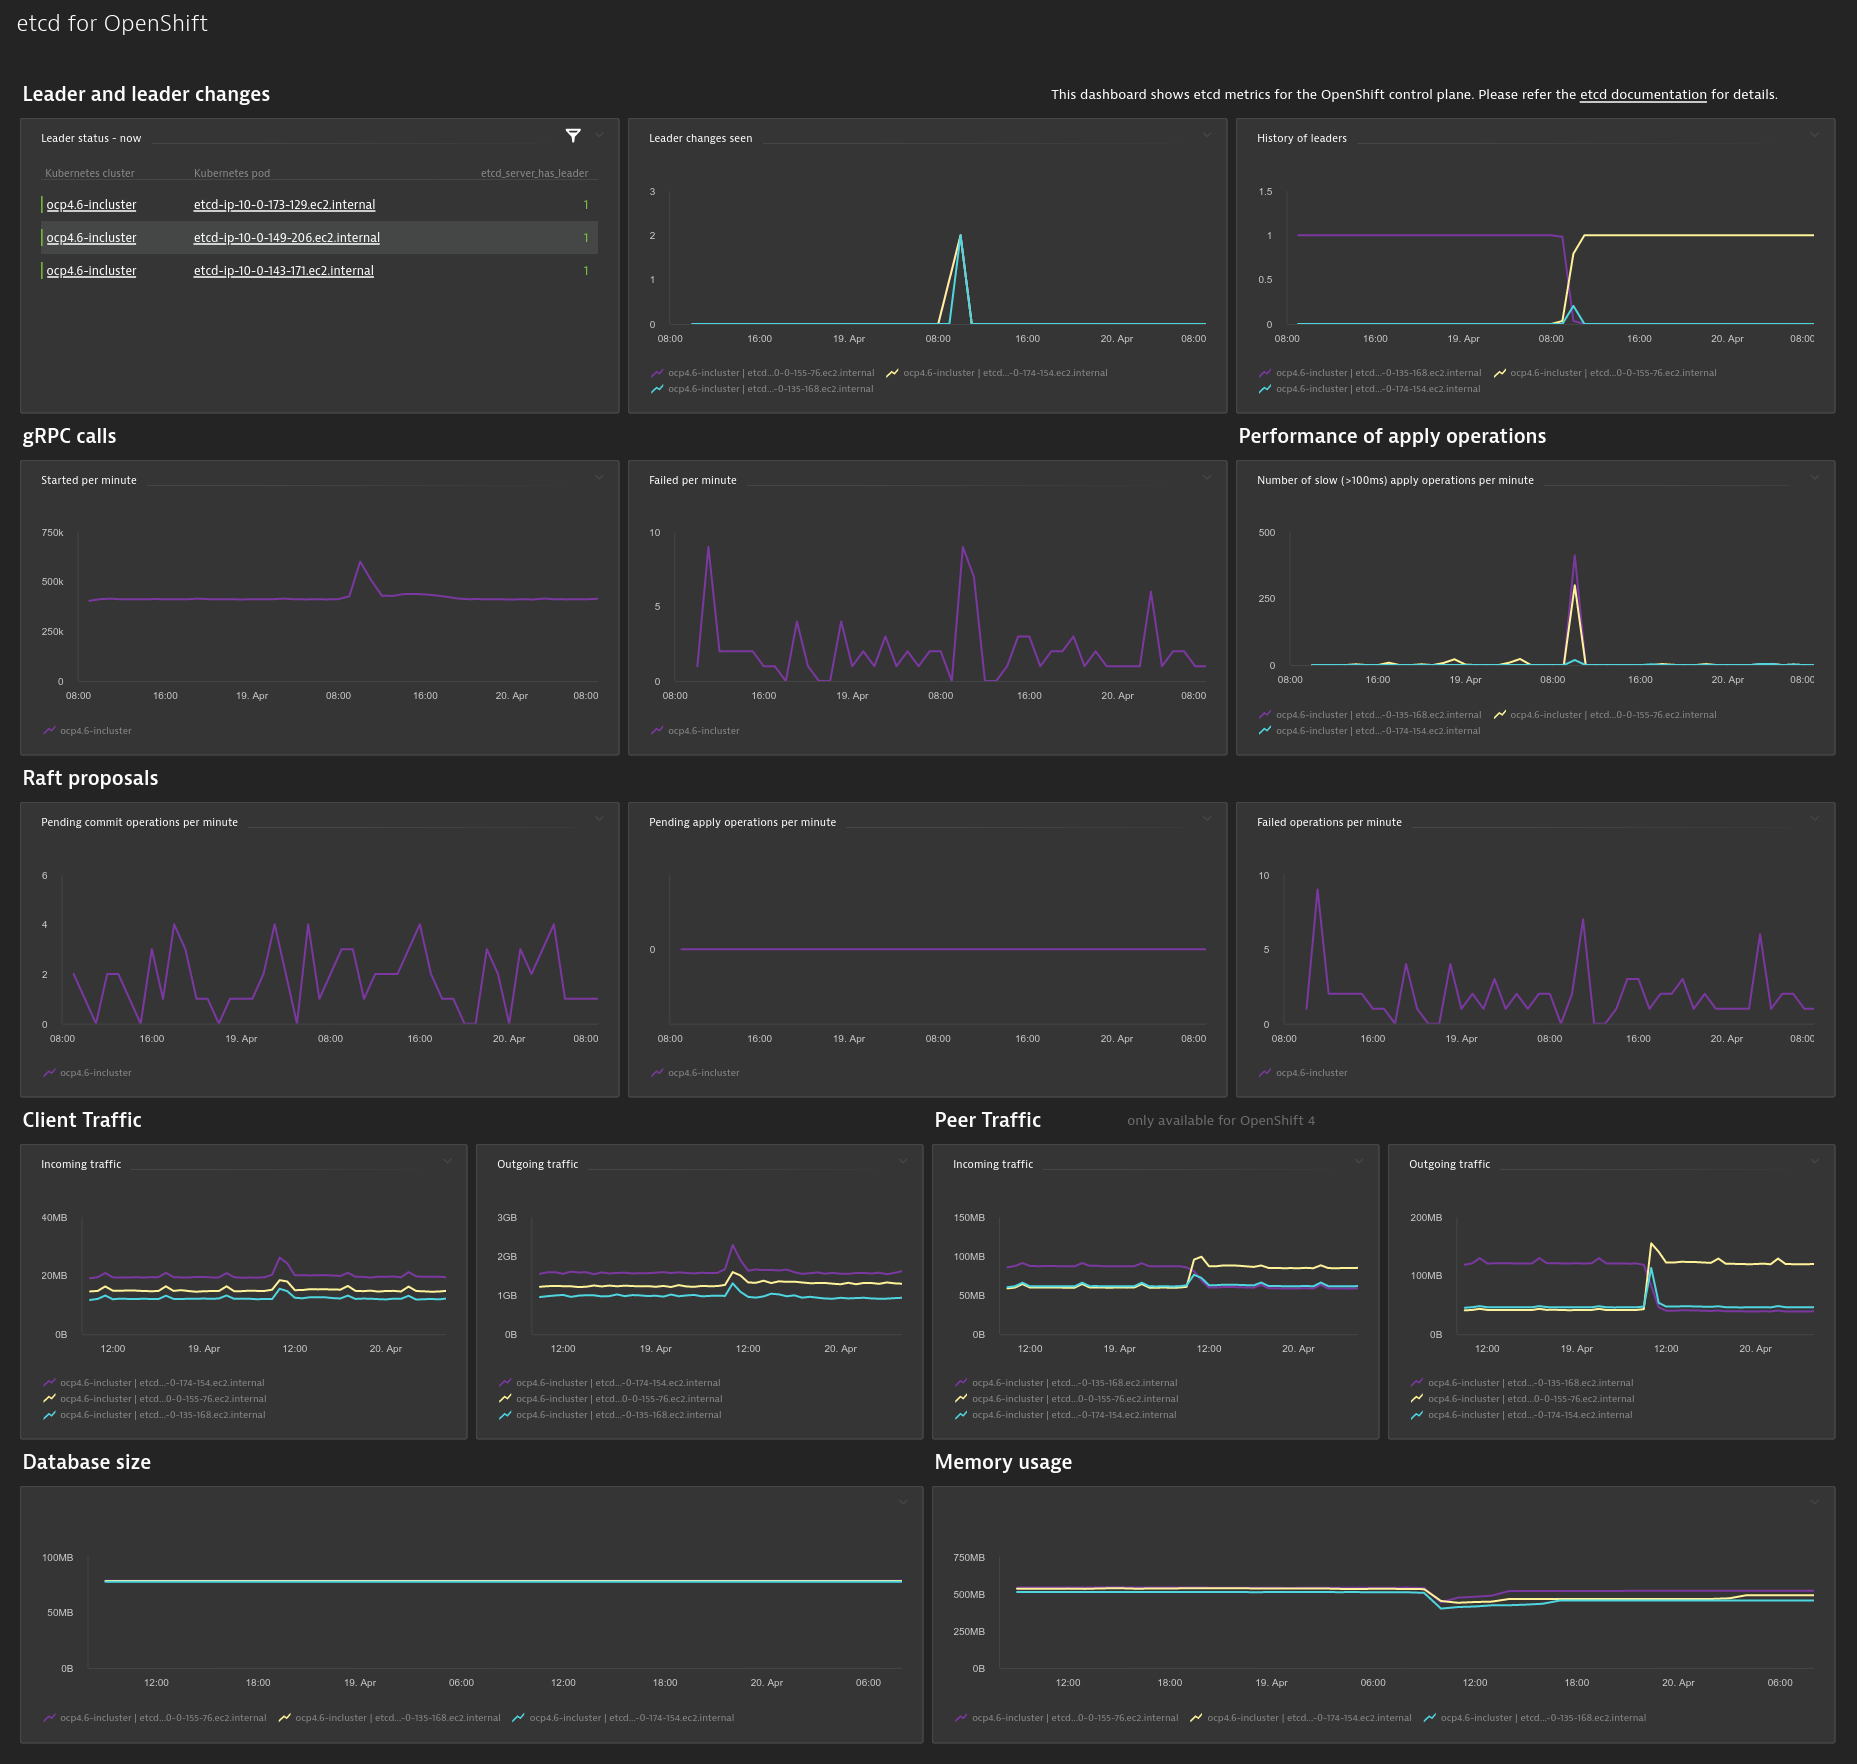 etcd for OpenShift
Leader and leader changes
This dashboard shows etcd metrics for the OpenShift control plane. Please refer the etcd documentation for details.
Leader status - now
Kubernetes cluster Kubernetes pod etcd_server_has_leader
ocp4.6-incluster etcd-ip-10-0-173-129.ec2.internal 1
ocp4.6-incluster etcd-ip-10-0-149-206.ec2.internal 1
ocp4.6-incluster etcd-ip-10-0-143-171.ec2.internal 1
Leader changes seen
3
2
1
0
08:00 16:00 19. Apr 08:00 16:00 20. Apr 08:00
ocp4.6-incluster | etcd...0-0-155-76.ec2.internal ocp4.6-incluster | etcd...-0-174-154.ec2.internal
ocp4.6-incluster | etcd...-0-135-168.ec2.internal
History of leaders
1.5
1
0.5
0
08:00 16:00 19. Apr 08:00 16:00 20. Apr 08:00
ocp4.6-incluster | etcd...-0-135-168.ec2.internal ocp4.6-incluster | etcd...0-0-155-76.ec2.internal
ocp4.6-incluster | etcd...-0-174-154.ec2.internal
gRPC calls
Performance of apply operations
Started per minute
750k
500k
250k
0
08:00 16:00 19. Apr 08:00 16:00 20. Apr 08:00
ocp4.6-incluster
Failed per minute
10
5
0
08:00 16:00 19. Apr 08:00 16:00 20. Apr 08:00
ocp4.6-incluster
Number of slow (>100ms) apply operations per minute
500
250
0
08:00 16:00 19. Apr 08:00 16:00 20. Apr 08:00
ocp4.6-incluster | etcd...-0-135-168.ec2.internal ocp4.6-incluster | etcd...0-0-155-76.ec2.internal
ocp4.6-incluster | etcd...-0-174-154.ec2.internal
Raft proposals
Pending commit operations per minute
6
4
2
0
08:00 16:00 19. Apr 08:00 16:00 20. Apr 08:00
ocp4.6-incluster
Pending apply operations per minute
0
08:00 16:00 19. Apr 08:00 16:00 20. Apr 08:00
ocp4.6-incluster
Failed operations per minute
10
5
0
08:00 16:00 19. Apr 08:00 16:00 20. Apr 08:00
ocp4.6-incluster
Client Traffic
Peer Traffic only available for OpenShift 4
Incoming traffic
40MB
20MB
0B
12:00 19. Apr 12:00 20. Apr
ocp4.6-incluster | etcd...-0-174-154.ec2.internal
ocp4.6-incluster | etcd...0-0-155-76.ec2.internal
ocp4.6-incluster | etcd...-0-135-168.ec2.internal
Outgoing traffic
3GB
2GB
1GB
0B
12:00 19. Apr 12:00 20. Apr
ocp4.6-incluster | etcd...-0-174-154.ec2.internal
ocp4.6-incluster | etcd...0-0-155-76.ec2.internal
ocp4.6-incluster | etcd...-0-135-168.ec2.internal
Incoming traffic
150MB
100MB
50MB
0B
12:00 19. Apr 12:00 20. Apr
ocp4.6-incluster | etcd...-0-135-168.ec2.internal
ocp4.6-incluster | etcd...0-0-155-76.ec2.internal
ocp4.6-incluster | etcd...-0-174-154.ec2.internal
Outgoing traffic
200MB
100MB
0B
12:00 19. Apr 12:00 20. Apr
ocp4.6-incluster | etcd...-0-135-168.ec2.internal
ocp4.6-incluster | etcd...0-0-155-76.ec2.internal
ocp4.6-incluster | etcd...-0-174-154.ec2.internal
Database size
100MB
50MB
0B
12:00 18:00 19. Apr 06:00 12:00 18:00 20. Apr 06:00
ocp4.6-incluster | etcd...0-0-155-76.ec2.internal ocp4.6-incluster | etcd...-0-135-168.ec2.internal ocp4.6-incluster | etcd...-0-174-154.ec2.internal
Memory usage
750MB
500MB
250MB
0B
12:00 18:00 19. Apr 06:00 12:00 18:00 20. Apr 06:00
ocp4.6-incluster | etcd...0-0-155-76.ec2.internal ocp4.6-incluster | etcd...-0-174-154.ec2.internal ocp4.6-incluster | etcd...-0-135-168.ec2.internal